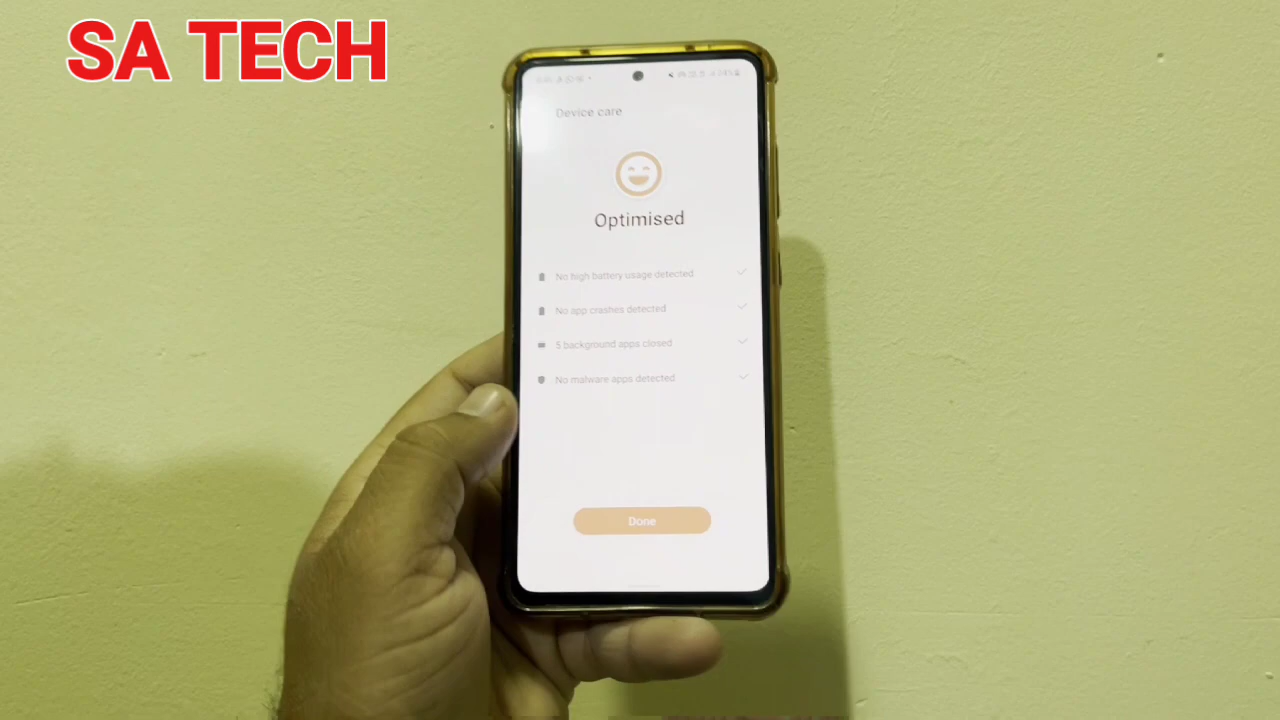 SA TECH
Device care
Optimised
No high battery usage detected
No app crashes detected
5 background apps closed
No malware apps detected
Done